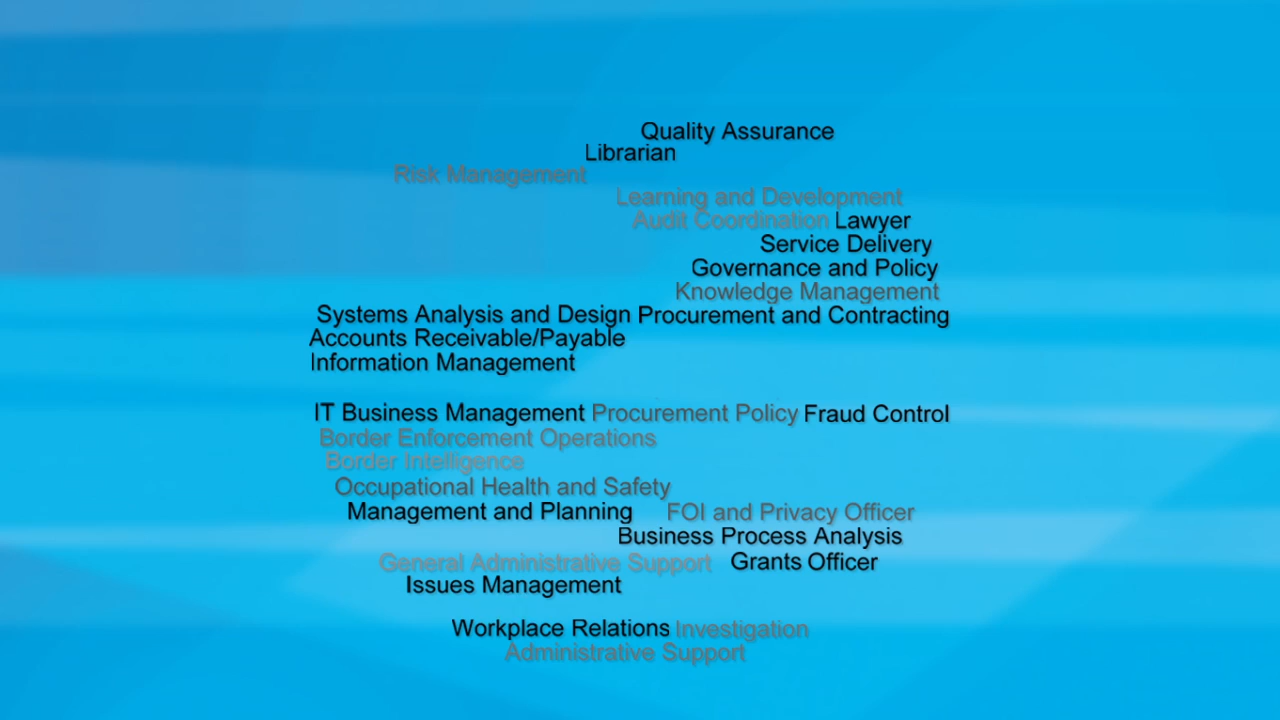 Quality Assurance
Librarian
Risk Management
Learning and Development
Audit Coordination Lawyer
Service Delivery
Governance and Policy
Knowledge Management
Systems Analysis and Design Procurement and Contracting
Accounts Receivable/Payable
Information Management
IT Business Management Procurement Policy Fraud Control
Border Enforcement Operations
Border Intelligence
Occupational Health and Safety
Management and Planning FOI and Privacy Officer
Business Process Analysis
General Administrative Support Grants Officer
Issues Management
Workplace Relations Investigation
Administrative Support